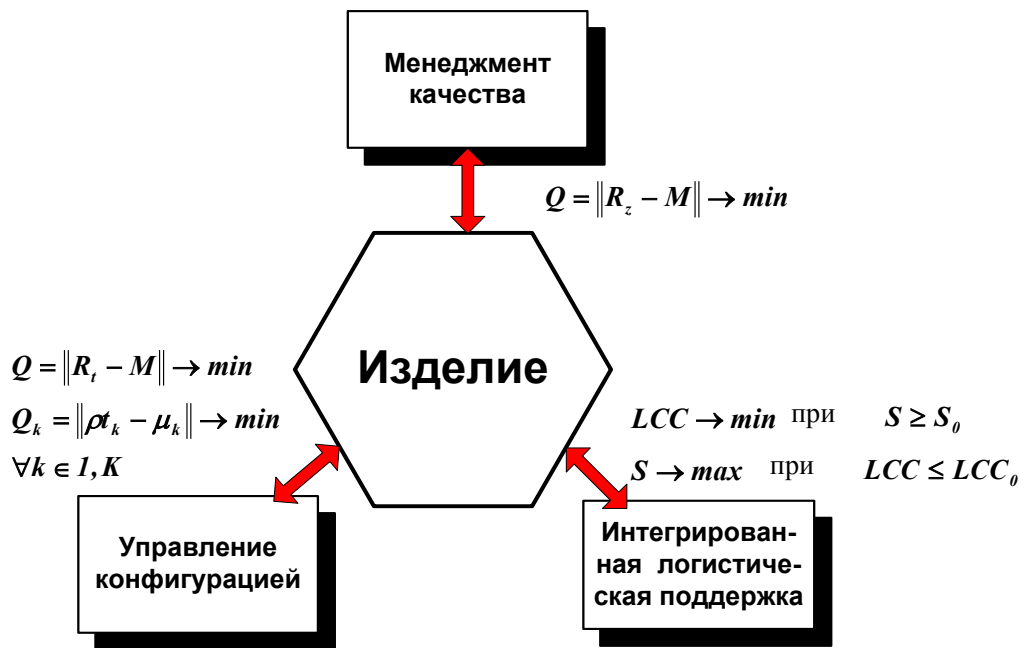 Менеджмент
качества
Q = ||R_z − M|| → min
Изделие
Q = ||R_t − M|| → min
Q_k = ||ρt_k − μ_k|| → min
∀k ∈ 1,K
LCC → min при S ≥ S_0
S → max при LCC ≤ LCC_0
Управление
конфигурацией
Интегрирован-
ная логистиче-
ская поддержка